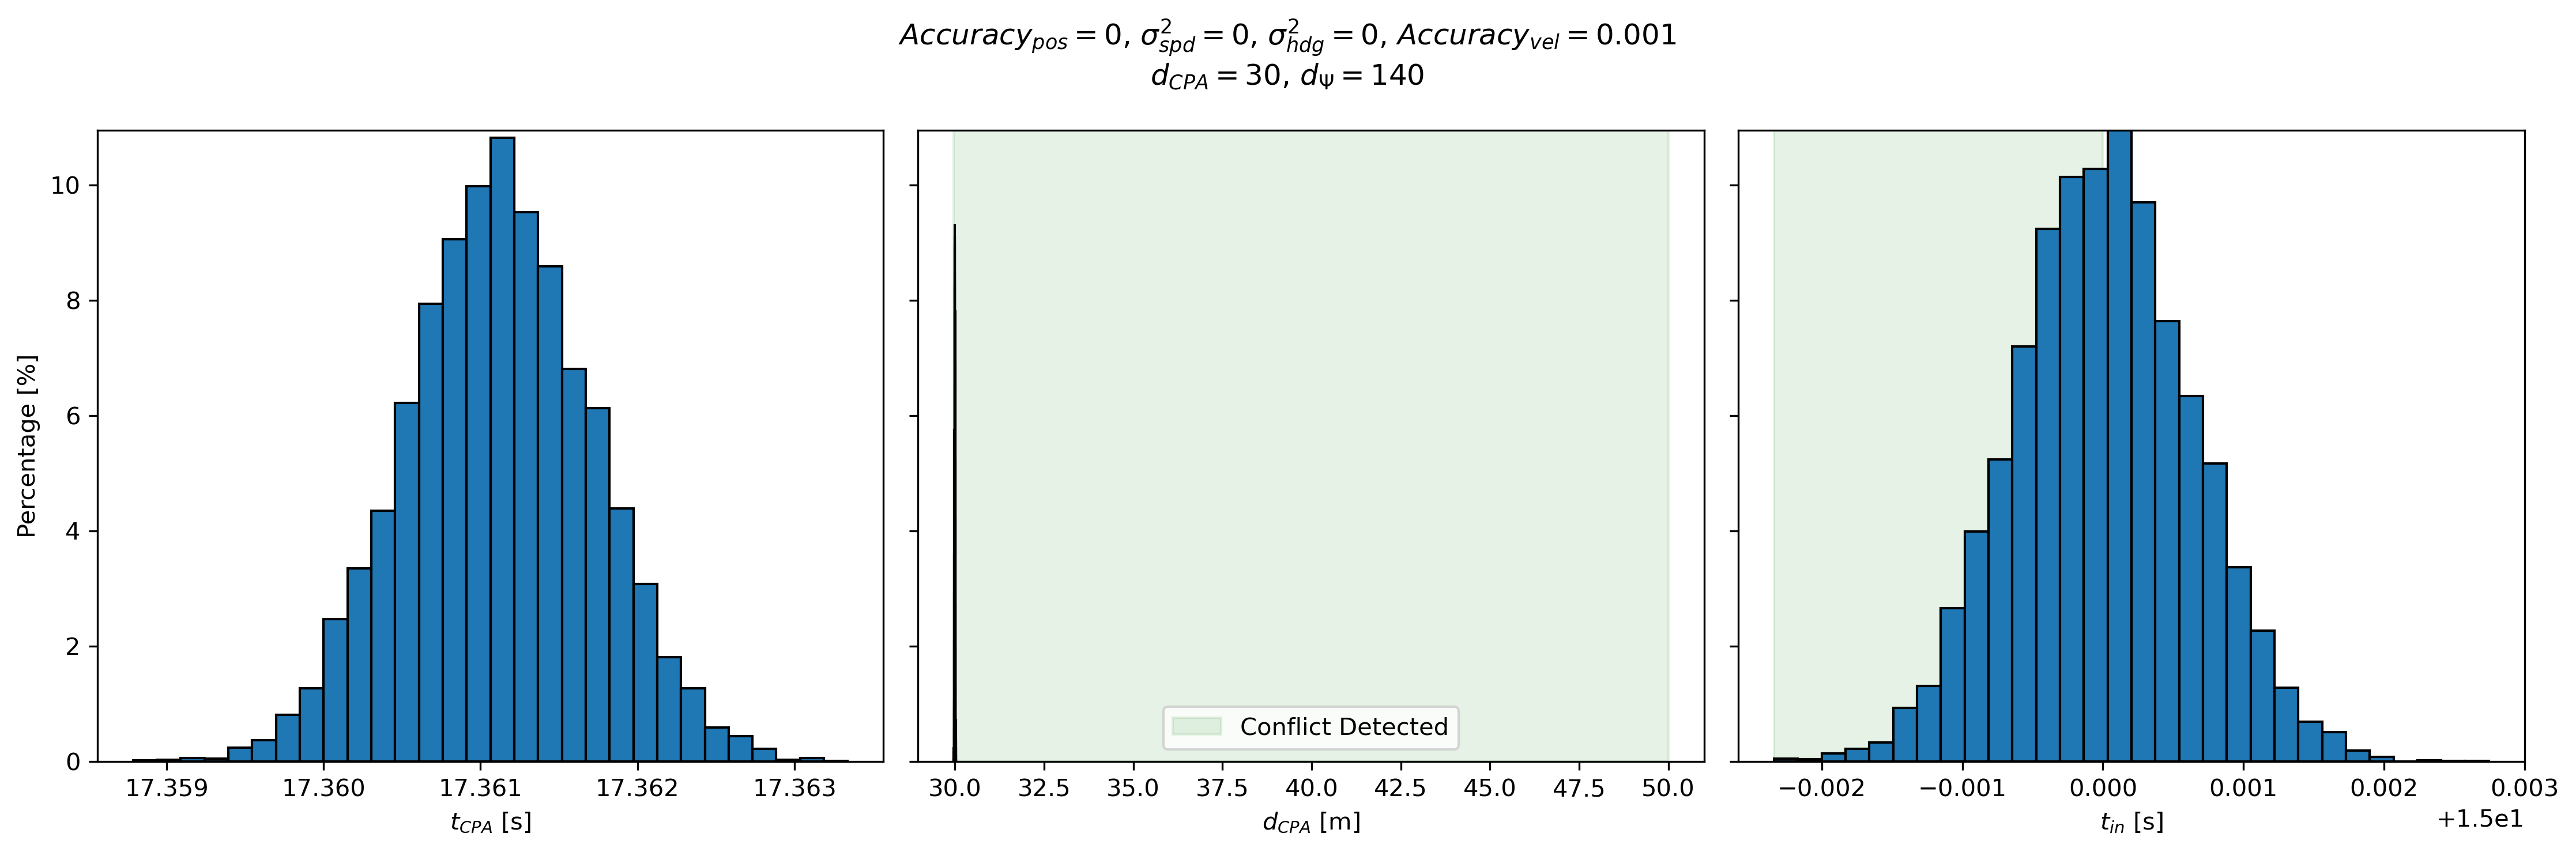 Accuracy_pos = 0, σ²_spd = 0, σ²_hdg = 0, Accuracy_vel = 0.001
d_CPA = 30, d_Ψ = 140
Percentage [%]
10
8
6
4
2
0
17.359 17.360 17.361 17.362 17.363
t_CPA [s]
Conflict Detected
30.0 32.5 35.0 37.5 40.0 42.5 45.0 47.5 50.0
d_CPA [m]
−0.002 −0.001 0.000 0.001 0.002 0.003
+1.5e1
t_in [s]